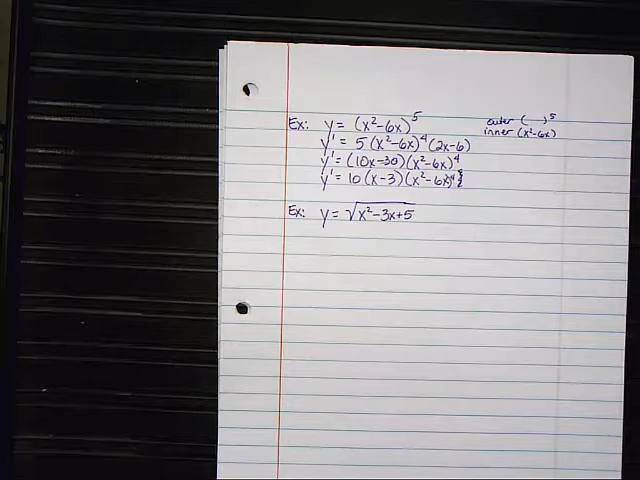 Ex: y = (x²-6x)⁵
outer ( )⁵
inner (x²-6x)
y' = 5(x²-6x)⁴(2x-6)
y' = (10x-30)(x²-6x)⁴
y' = 10(x-3)(x²-6x)⁴
Ex: y = √(x²-3x+5)